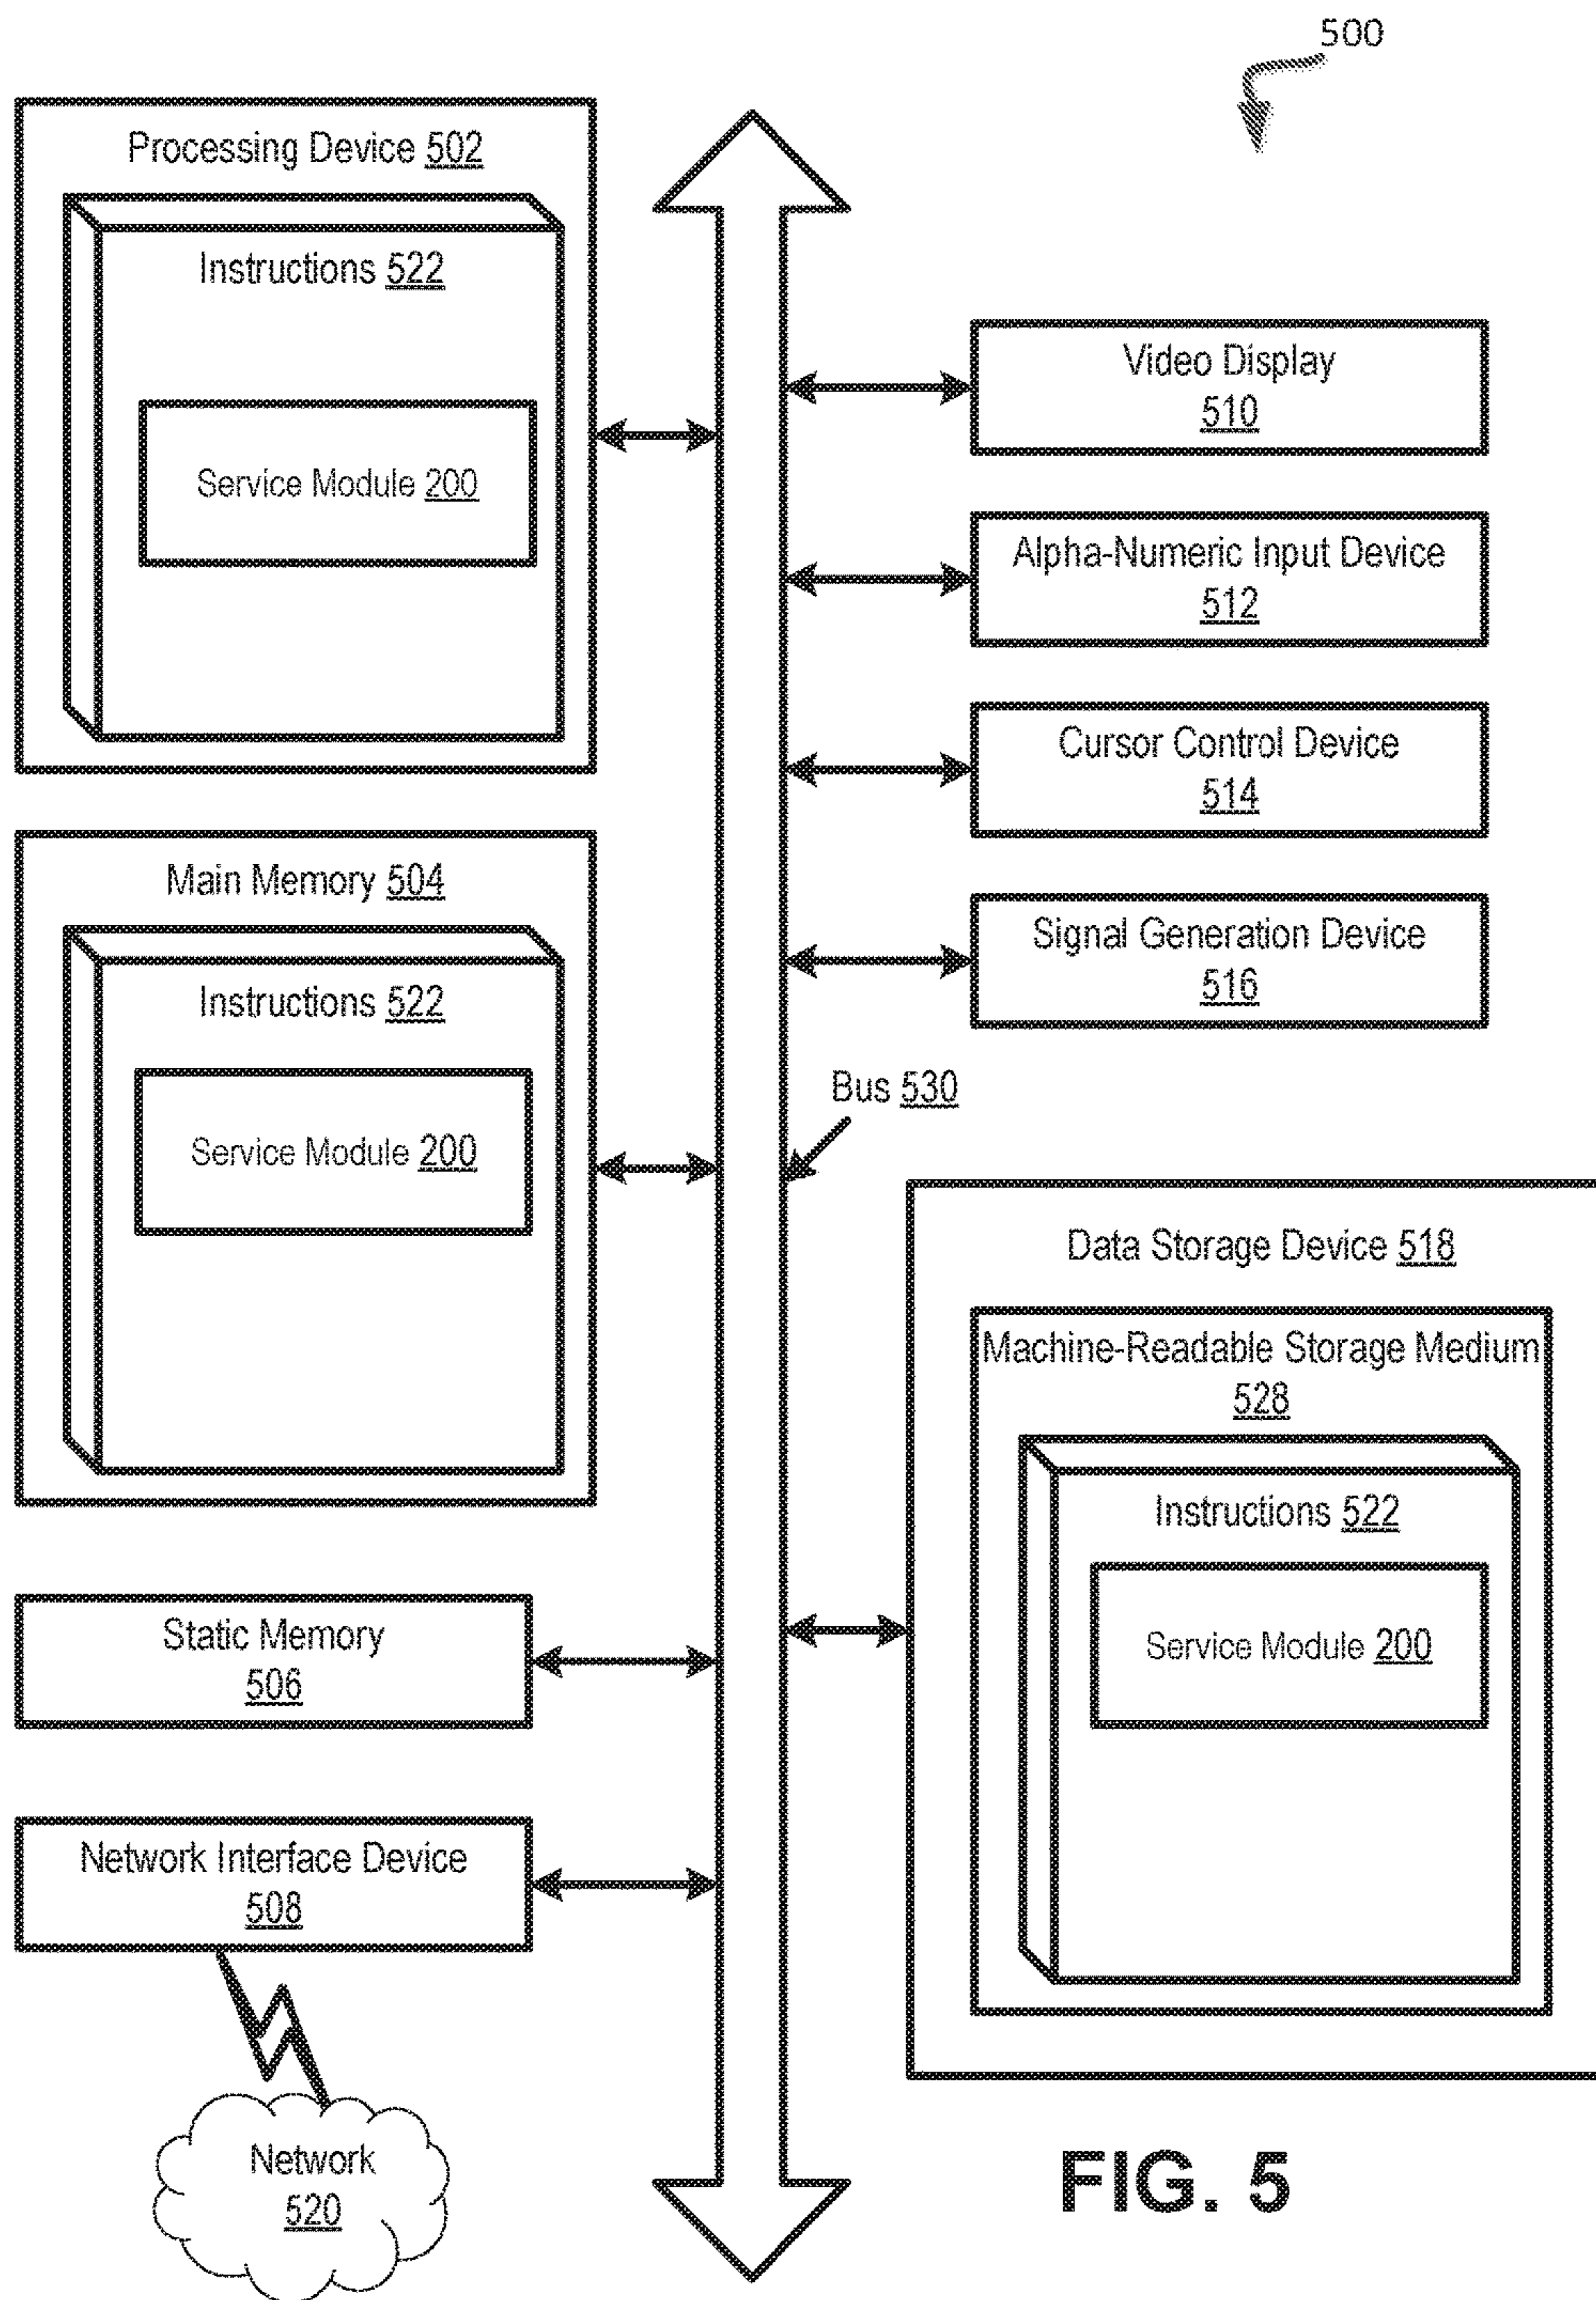 500
Processing Device 502
Instructions 522
Service Module 200
Main Memory 504
Instructions 522
Service Module 200
Static Memory
506
Network Interface Device
508
Network
520
Video Display
510
Alpha-Numeric Input Device
512
Cursor Control Device
514
Signal Generation Device
516
Bus 530
Data Storage Device 518
Machine-Readable Storage Medium
528
Instructions 522
Service Module 200
FIG. 5